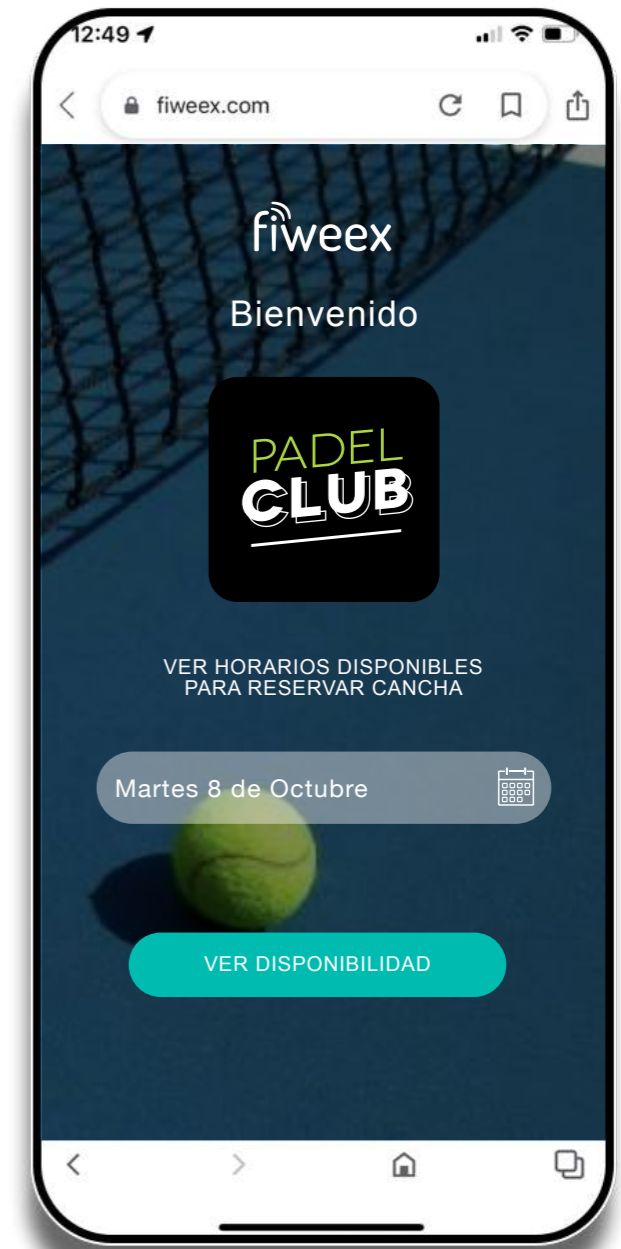 12:49
fiweex.com
fiweex
Bienvenido
PADEL
CLUB
VER HORARIOS DISPONIBLES
PARA RESERVAR CANCHA
Martes 8 de Octubre
VER DISPONIBILIDAD